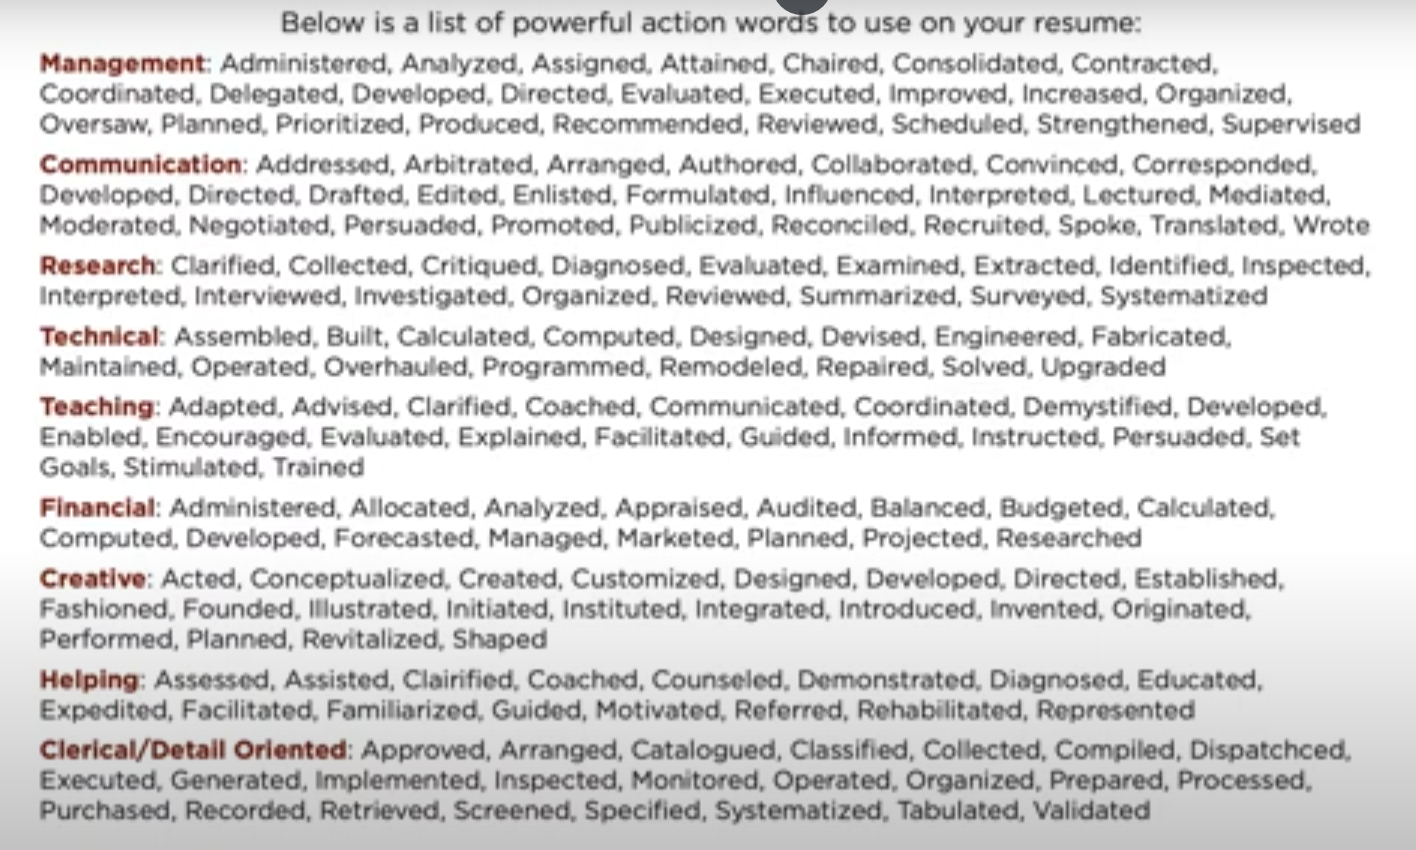 Below is a list of powerful action words to use on your resume:
Management: Administered, Analyzed, Assigned, Attained, Chaired, Consolidated, Contracted,
Coordinated, Delegated, Developed, Directed, Evaluated, Executed, Improved, Increased, Organized,
Oversaw, Planned, Prioritized, Produced, Recommended, Reviewed, Scheduled, Strengthened, Supervised
Communication: Addressed, Arbitrated, Arranged, Authored, Collaborated, Convinced, Corresponded,
Developed, Directed, Drafted, Edited, Enlisted, Formulated, Influenced, Interpreted, Lectured, Mediated,
Moderated, Negotiated, Persuaded, Promoted, Publicized, Reconciled, Recruited, Spoke, Translated, Wrote
Research: Clarified, Collected, Critiqued, Diagnosed, Evaluated, Examined, Extracted, Identified, Inspected,
Interpreted, Interviewed, Investigated, Organized, Reviewed, Summarized, Surveyed, Systematized
Technical: Assembled, Built, Calculated, Computed, Designed, Devised, Engineered, Fabricated,
Maintained, Operated, Overhauled, Programmed, Remodeled, Repaired, Solved, Upgraded
Teaching: Adapted, Advised, Clarified, Coached, Communicated, Coordinated, Demystified, Developed,
Enabled, Encouraged, Evaluated, Explained, Facilitated, Guided, Informed, Instructed, Persuaded, Set
Goals, Stimulated, Trained
Financial: Administered, Allocated, Analyzed, Appraised, Audited, Balanced, Budgeted, Calculated,
Computed, Developed, Forecasted, Managed, Marketed, Planned, Projected, Researched
Creative: Acted, Conceptualized, Created, Customized, Designed, Developed, Directed, Established,
Fashioned, Founded, Illustrated, Initiated, Instituted, Integrated, Introduced, Invented, Originated,
Performed, Planned, Revitalized, Shaped
Helping: Assessed, Assisted, Clairified, Coached, Counseled, Demonstrated, Diagnosed, Educated,
Expedited, Facilitated, Familiarized, Guided, Motivated, Referred, Rehabilitated, Represented
Clerical/Detail Oriented: Approved, Arranged, Catalogued, Classified, Collected, Compiled, Dispatchced,
Executed, Generated, Implemented, Inspected, Monitored, Operated, Organized, Prepared, Processed,
Purchased, Recorded, Retrieved, Screened, Specified, Systematized, Tabulated, Validated